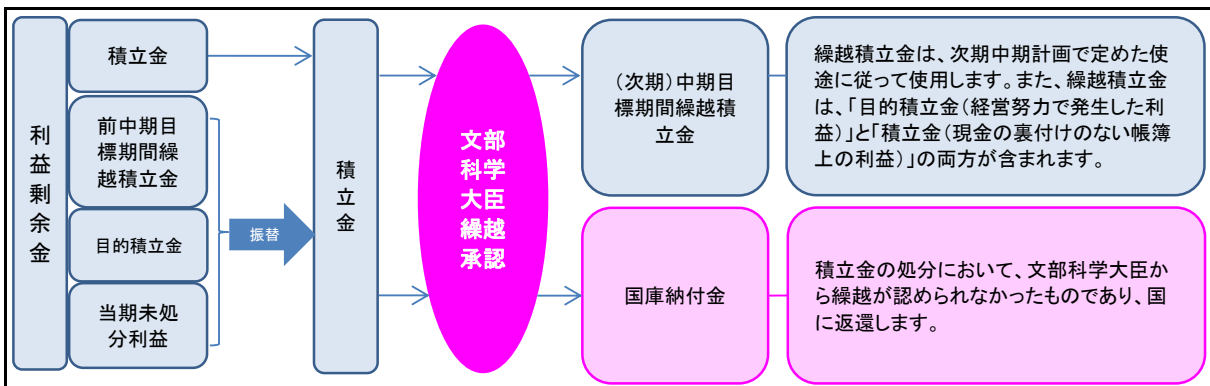 利益剰余金
積立金
前中期目
標期間繰
越積立金
目的積立金
当期未処
分利益
振替
積立金
文部
科学
大臣
繰越
承認
(次期)中期目
標期間繰越積
立金
繰越積立金は、次期中期計画で定めた使
途に従って使用します。また、繰越積立金
は、「目的積立金(経営努力で発生した利
益)」と「積立金(現金の裏付けのない帳簿
上の利益)」の両方が含まれます。
国庫納付金
積立金の処分において、文部科学大臣か
ら繰越が認められなかったものであり、国
に返還します。